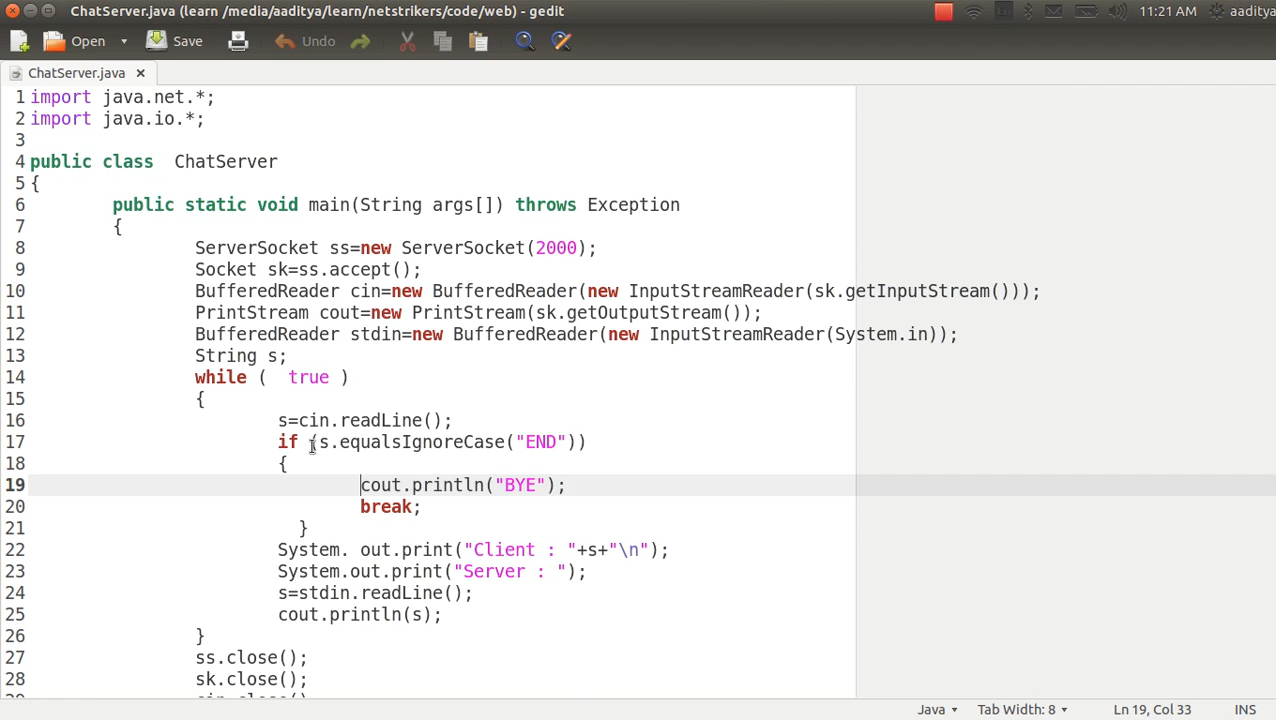 ChatServer.java (learn /media/aaditya/learn/netstrikers/code/web) - gedit
11:21 AM aaditya
Open Save Undo
ChatServer.java
1 import java.net.*;
2 import java.io.*;
3
4 public class  ChatServer
5 {
6 public static void main(String args[]) throws Exception
7 {
8 ServerSocket ss=new ServerSocket(2000);
9 Socket sk=ss.accept();
10 BufferedReader cin=new BufferedReader(new InputStreamReader(sk.getInputStream()));
11 PrintStream cout=new PrintStream(sk.getOutputStream());
12 BufferedReader stdin=new BufferedReader(new InputStreamReader(System.in));
13 String s;
14 while (  true )
15 {
16 s=cin.readLine();
17 if (s.equalsIgnoreCase("END"))
18 {
19 cout.println("BYE");
20 break;
21 }
22 System. out.print("Client : "+s+"\n");
23 System.out.print("Server : ");
24 s=stdin.readLine();
25 cout.println(s);
26 }
27 ss.close();
28 sk.close();
29 cin.close()
Java Tab Width: 8 Ln 19, Col 33 INS